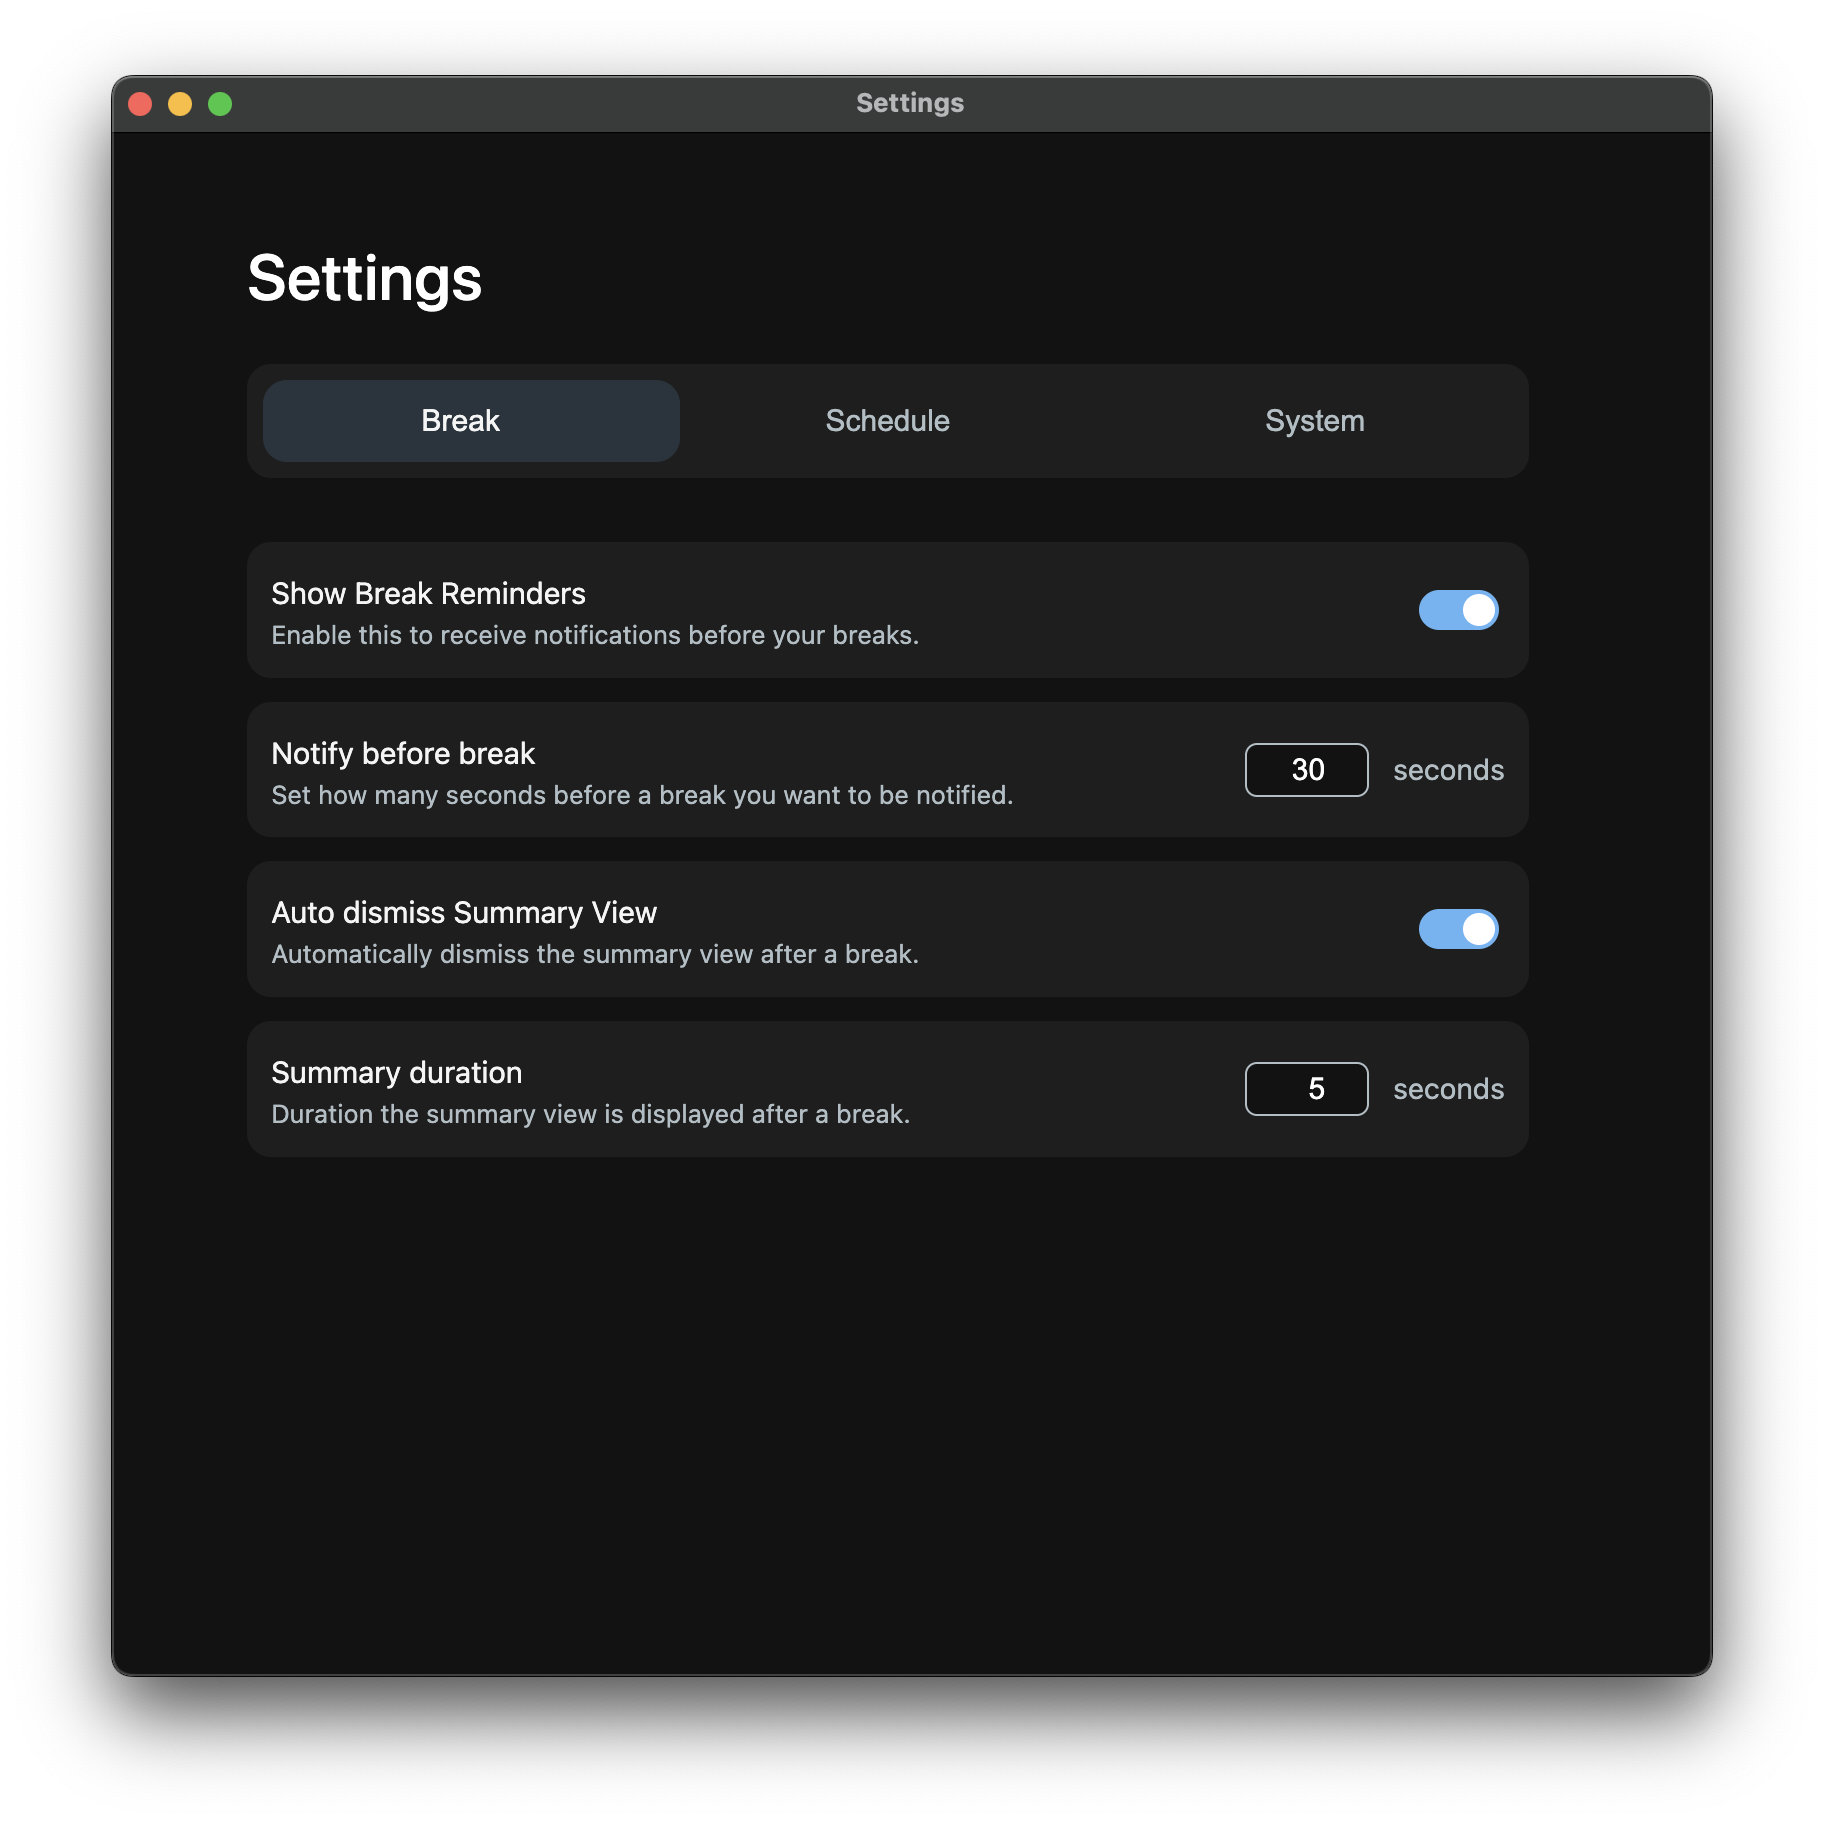 Settings
Settings
Break
Schedule
System
Show Break Reminders
Enable this to receive notifications before your breaks.
Notify before break
Set how many seconds before a break you want to be notified.
30 seconds
Auto dismiss Summary View
Automatically dismiss the summary view after a break.
Summary duration
Duration the summary view is displayed after a break.
5 seconds